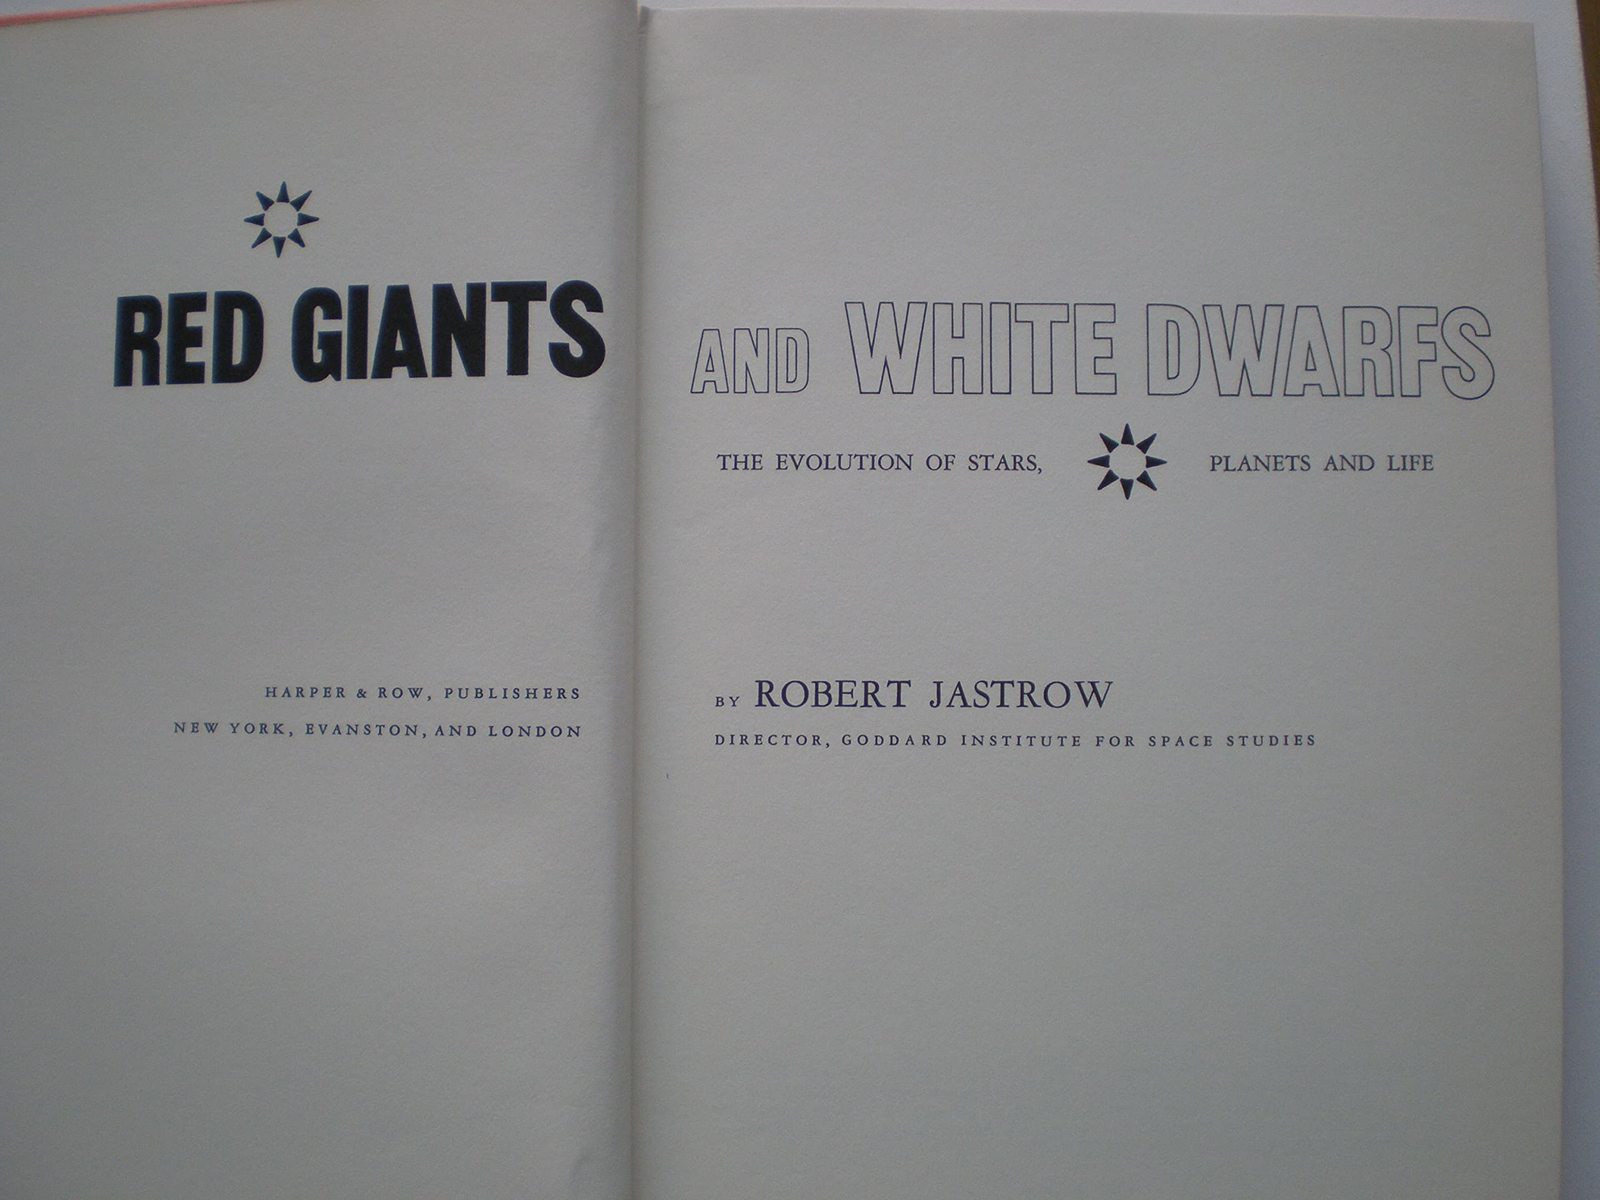 RED GIANTS
HARPER & ROW, PUBLISHERS
NEW YORK, EVANSTON, AND LONDON
AND WHITE DWARFS
THE EVOLUTION OF STARS, PLANETS AND LIFE
BY ROBERT JASTROW
DIRECTOR, GODDARD INSTITUTE FOR SPACE STUDIES